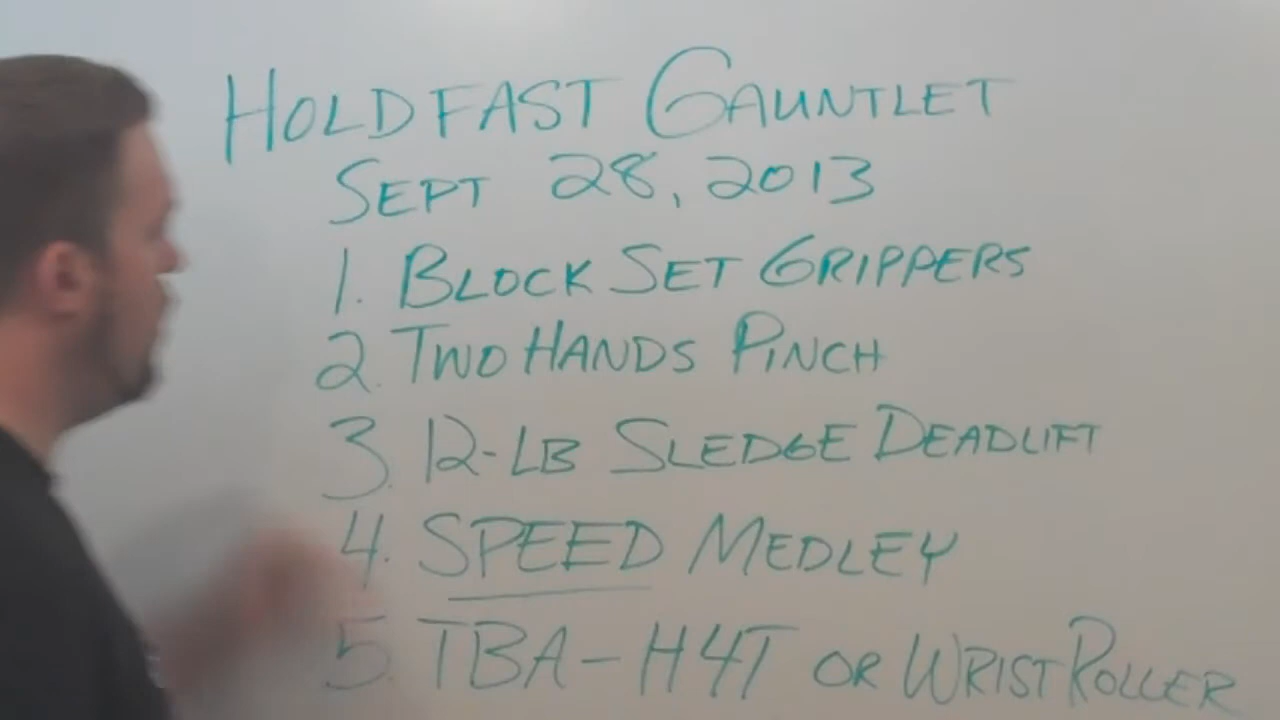 HOLDFAST GAUNTLET
SEPT 28, 2013
1. BLOCK SET GRIPPERS
2. TWO HANDS PINCH
3. 12-LB SLEDGE DEADLIFT
4. SPEED MEDLEY
5. TBA - H4T OR WRIST ROLLER